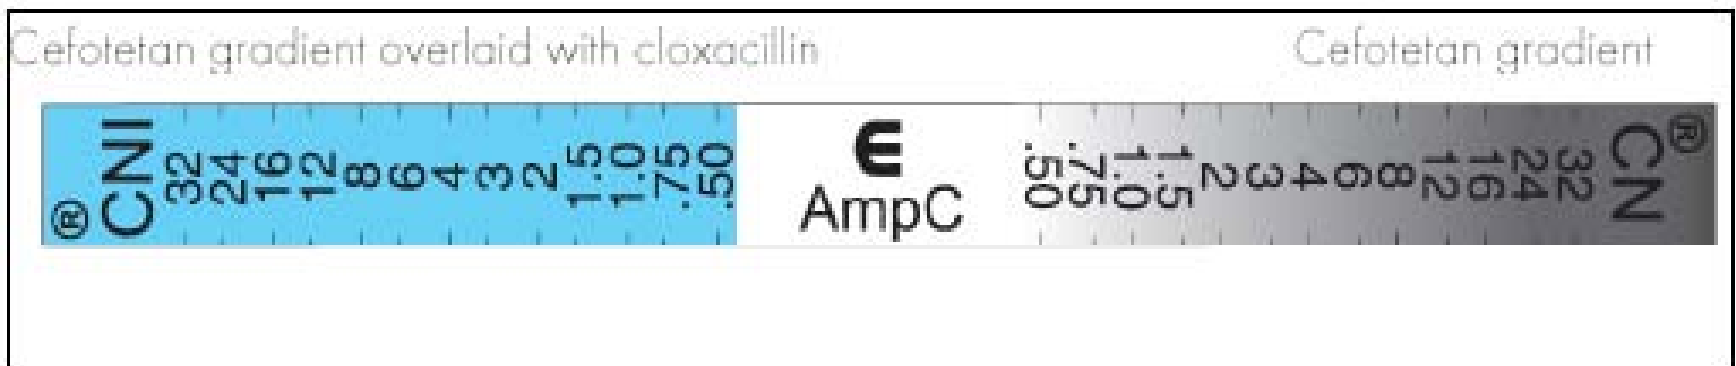 Cefotetan gradient overlaid with cloxacillin
Cefotetan gradient
® CNI 32 24 16 12 8 6 4 3 2 1.5 1.0 .75 .50
E
AmpC
.50 .75 1.0 1.5 2 3 4 6 8 12 16 24 32 CN ®